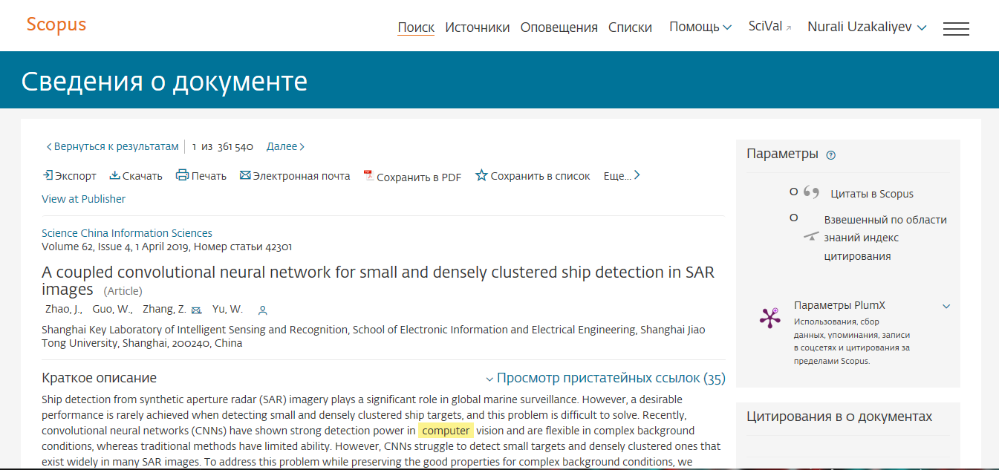 Scopus
Поиск Источники Оповещения Списки Помощь SciVal Nurali Uzakaliyev
Сведения о документе
Вернуться к результатам 1 из 361 540 Далее
Экспорт Скачать Печать Электронная почта Сохранить в PDF Сохранить в список Еще...
View at Publisher
Science China Information Sciences
Volume 62, Issue 4, 1 April 2019, Номер статьи 42301
A coupled convolutional neural network for small and densely clustered ship detection in SAR
images (Article)
Zhao, J., Guo, W., Zhang, Z. , Yu, W.
Shanghai Key Laboratory of Intelligent Sensing and Recognition, School of Electronic Information and Electrical Engineering, Shanghai Jiao
Tong University, Shanghai, 200240, China
Краткое описание
Просмотр пристатейных ссылок (35)
Ship detection from synthetic aperture radar (SAR) imagery plays a significant role in global marine surveillance. However, a desirable
performance is rarely achieved when detecting small and densely clustered ship targets, and this problem is difficult to solve. Recently,
convolutional neural networks (CNNs) have shown strong detection power in computer vision and are flexible in complex background
conditions, whereas traditional methods have limited ability. However, CNNs struggle to detect small targets and densely clustered ones that
exist widely in many SAR images. To address this problem while preserving the good properties for complex background conditions, we
Параметры
0 Цитаты в Scopus
0 Взвешенный по области
знаний индекс
цитирования
Параметры PlumX
Использования, сбор
данных, упоминания, записи
в соцсетях и цитирования за
пределами Scopus.
Цитирования в 0 документах